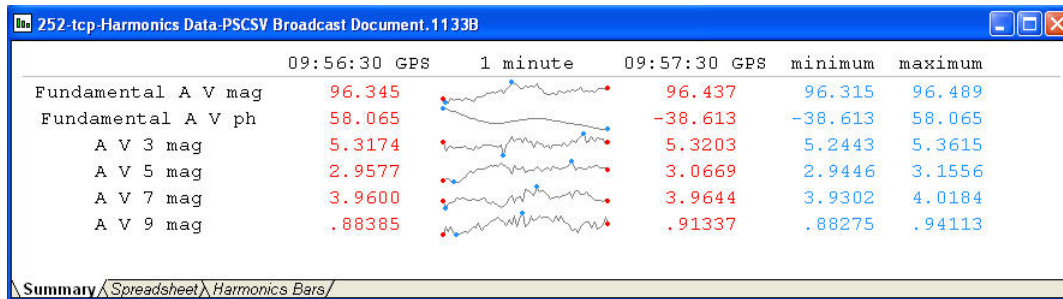 252-tcp-Harmonics Data-PSCSV Broadcast Document.1133B
09:56:30 GPS 1 minute 09:57:30 GPS minimum maximum
Fundamental A V mag 96.345 96.437 96.315 96.489
Fundamental A V ph 58.065 -38.613 -38.613 58.065
A V 3 mag 5.3174 5.3203 5.2443 5.3615
A V 5 mag 2.9577 3.0669 2.9446 3.1556
A V 7 mag 3.9600 3.9644 3.9302 4.0184
A V 9 mag .88385 .91337 .88275 .94113
Summary Spreadsheet Harmonics Bars